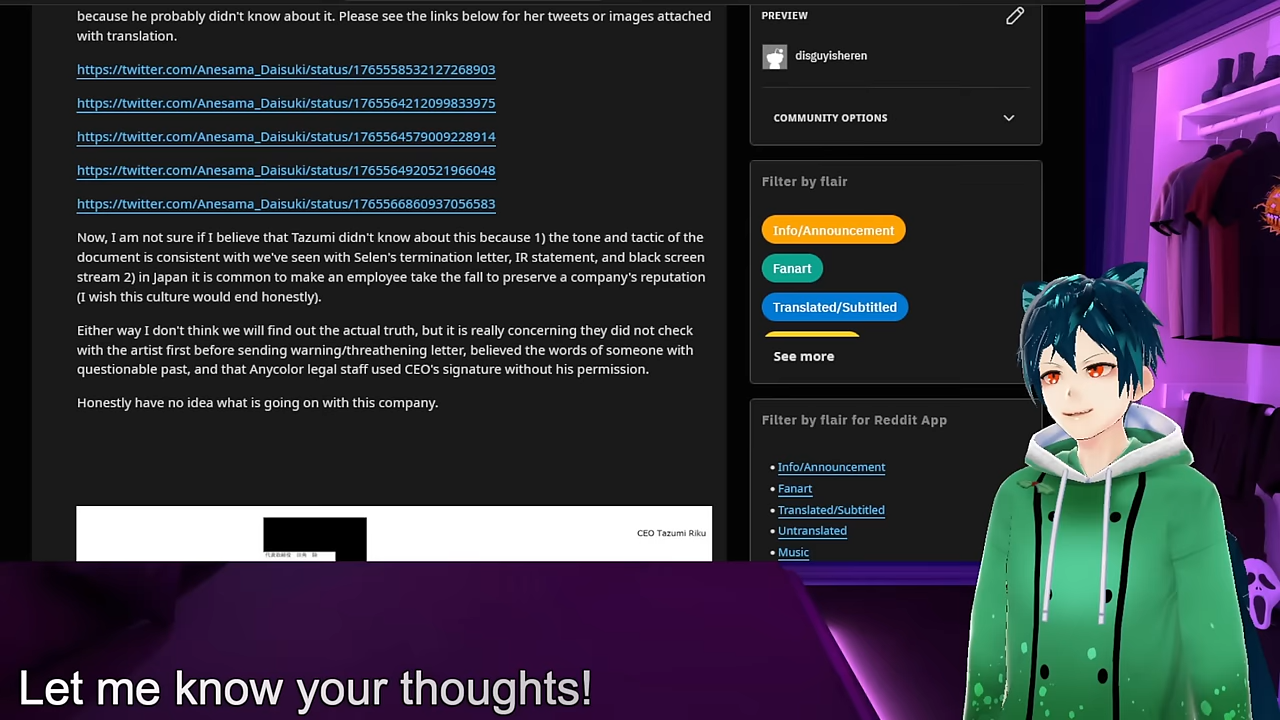 because he probably didn't know about it. Please see the links below for her tweets or images attached
with translation.
https://twitter.com/Anesama_Daisuki/status/1765558532127268903
https://twitter.com/Anesama_Daisuki/status/1765564212099833975
https://twitter.com/Anesama_Daisuki/status/1765564579009228914
https://twitter.com/Anesama_Daisuki/status/1765564920521966048
https://twitter.com/Anesama_Daisuki/status/1765566860937056583
Now, I am not sure if I believe that Tazumi didn't know about this because 1) the tone and tactic of the
document is consistent with we've seen with Selen's termination letter, IR statement, and black screen
stream 2) in Japan it is common to make an employee take the fall to preserve a company's reputation
(I wish this culture would end honestly).
Either way I don't think we will find out the actual truth, but it is really concerning they did not check
with the artist first before sending warning/threathening letter, believed the words of someone with
questionable past, and that Anycolor legal staff used CEO's signature without his permission.
Honestly have no idea what is going on with this company.
CEO Tazumi Riku
PREVIEW
disguyisheren
COMMUNITY OPTIONS
Filter by flair
Info/Announcement
Fanart
Translated/Subtitled
See more
Filter by flair for Reddit App
• Info/Announcement
• Fanart
• Translated/Subtitled
• Untranslated
• Music
Let me know your thoughts!